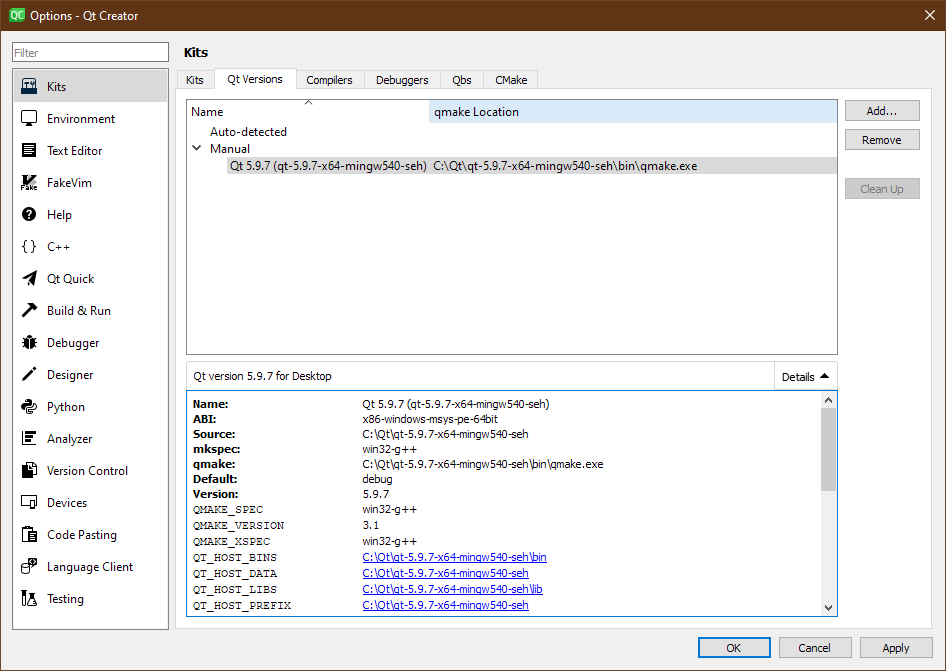 QC Options - Qt Creator
Filter
Kits
Environment
Text Editor
FakeVim
Help
C++
Qt Quick
Build & Run
Debugger
Designer
Python
Analyzer
Version Control
Devices
Code Pasting
Language Client
Testing
Kits
Kits Qt Versions Compilers Debuggers Qbs CMake
Name qmake Location
Auto-detected
Manual
Qt 5.9.7 (qt-5.9.7-x64-mingw540-seh) C:\Qt\qt-5.9.7-x64-mingw540-seh\bin\qmake.exe
Add...
Remove
Clean Up
Qt version 5.9.7 for Desktop Details
Name: Qt 5.9.7 (qt-5.9.7-x64-mingw540-seh)
ABI: x86-windows-msys-pe-64bit
Source: C:\Qt\qt-5.9.7-x64-mingw540-seh
mkspec: win32-g++
qmake: C:\Qt\qt-5.9.7-x64-mingw540-seh\bin\qmake.exe
Default: debug
Version: 5.9.7
QMAKE_SPEC win32-g++
QMAKE_VERSION 3.1
QMAKE_XSPEC win32-g++
QT_HOST_BINS C:\Qt\qt-5.9.7-x64-mingw540-seh\bin
QT_HOST_DATA C:\Qt\qt-5.9.7-x64-mingw540-seh
QT_HOST_LIBS C:\Qt\qt-5.9.7-x64-mingw540-seh\lib
QT_HOST_PREFIX C:\Qt\qt-5.9.7-x64-mingw540-seh
OK Cancel Apply